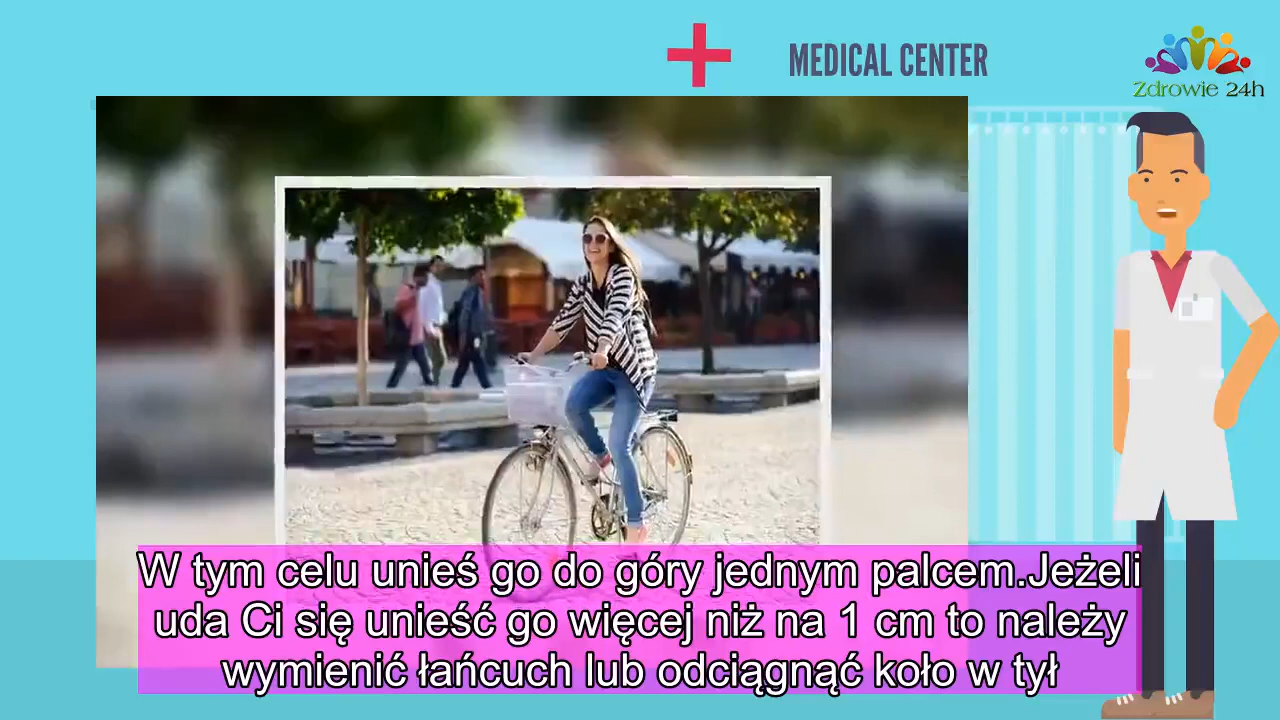 MEDICAL CENTER
Zdrowie 24h
W tym celu unieś go do góry jednym palcem.Jeżeli
uda Ci się unieść go więcej niż na 1 cm to należy
wymienić łańcuch lub odciągnąć koło w tył